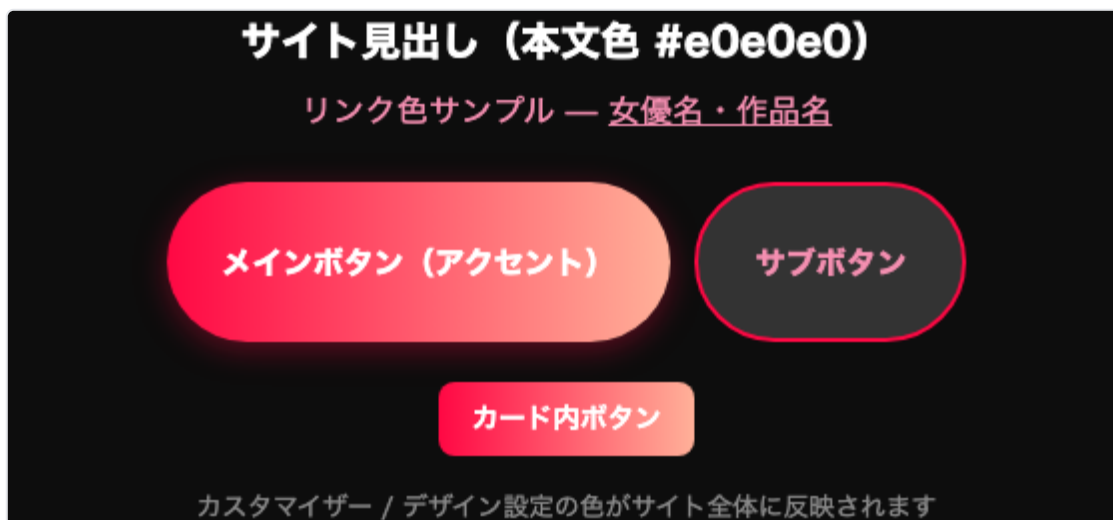 サイト見出し（本文色 #e0e0e0）
リンク色サンプル — 女優名・作品名
メインボタン（アクセント）
サブボタン
カード内ボタン
カスタマイザー / デザイン設定の色がサイト全体に反映されます